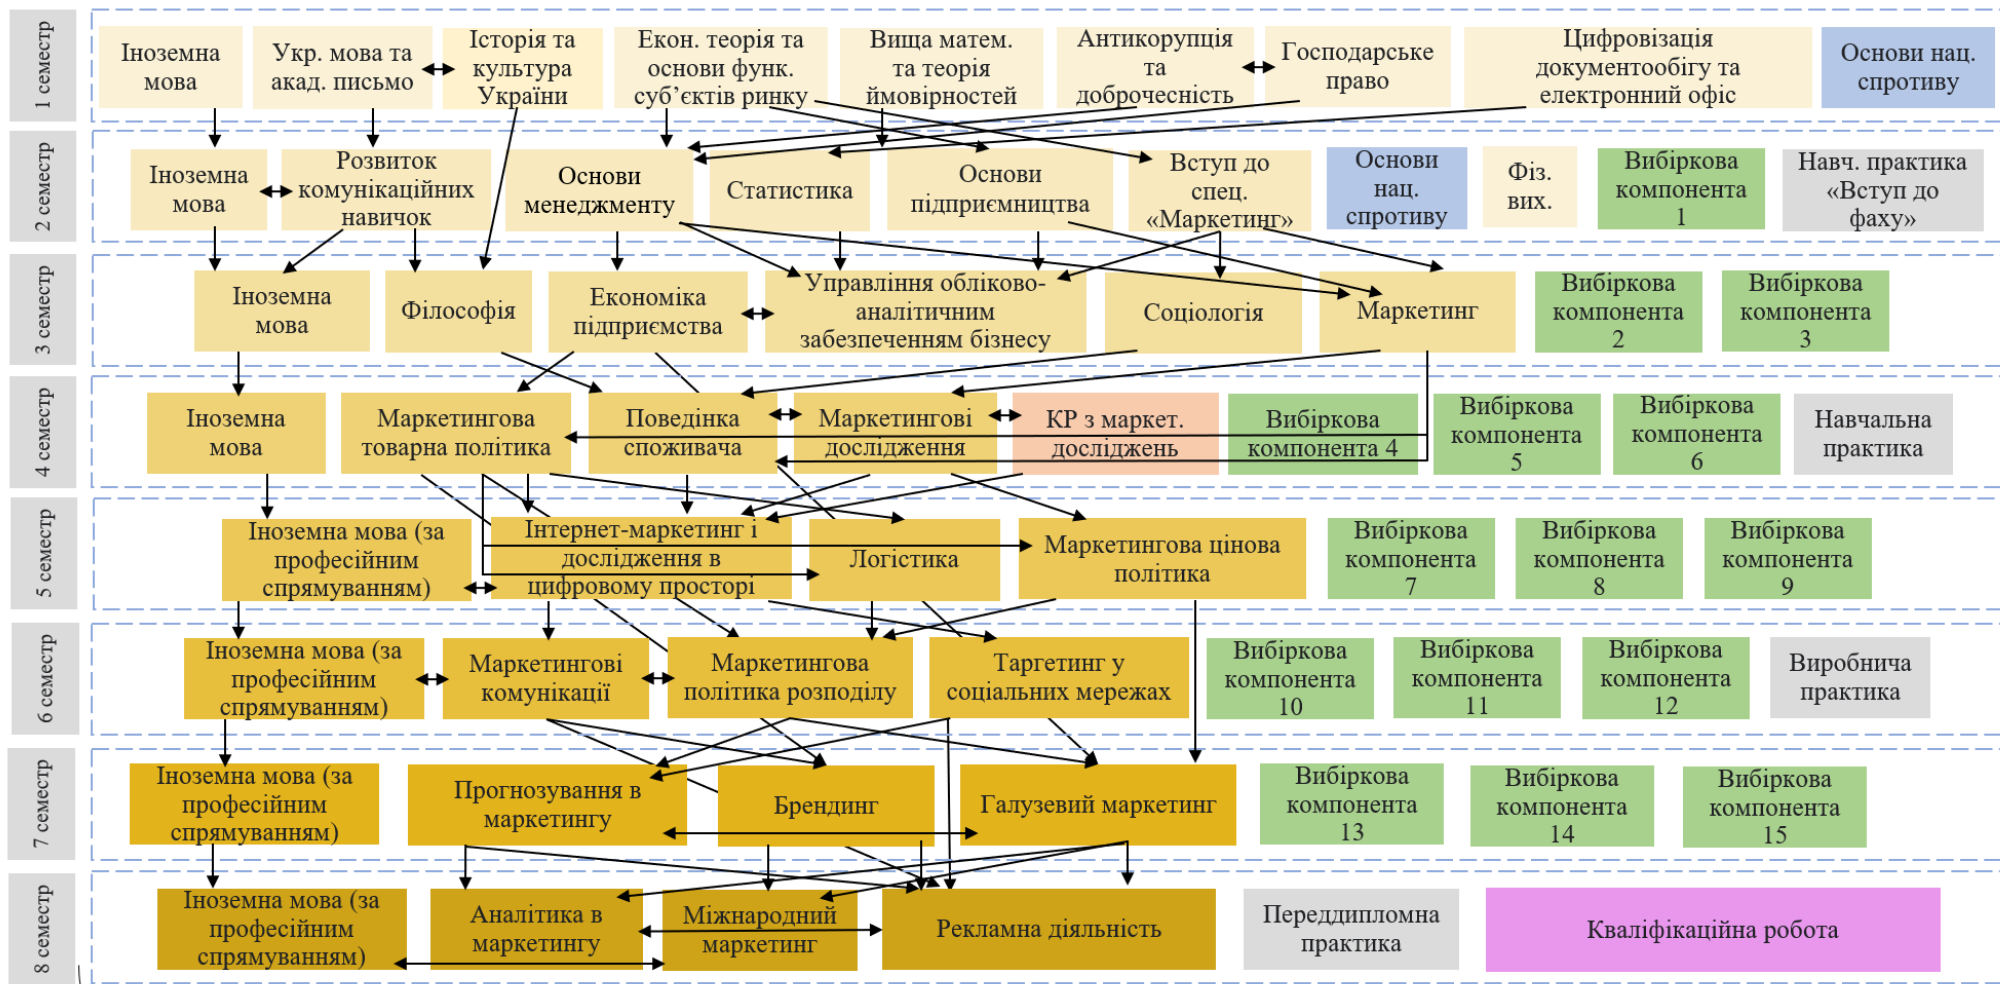 1 семестр
Іноземна
мова
Укр. мова та
акад. письмо
Історія та
культура
України
Екон. теорія та
основи функ.
суб’єктів ринку
Вища матем.
та теорія
ймовірностей
Антикорупція
та
доброчесність
Господарське
право
Цифровізація
документообігу та
електронний офіс
Основи нац.
спротиву
2 семестр
Іноземна
мова
Розвиток
комунікаційних
навичок
Основи
менеджменту
Статистика
Основи
підприємництва
Вступ до
спец.
«Маркетинг»
Основи
нац.
спротиву
Фіз.
вих.
Вибіркова
компонента
1
Навч. практика
«Вступ до
фаху»
3 семестр
Іноземна
мова
Філософія
Економіка
підприємства
Управління обліково-
аналітичним
забезпеченням бізнесу
Соціологія
Маркетинг
Вибіркова
компонента
2
Вибіркова
компонента
3
4 семестр
Іноземна
мова
Маркетингова
товарна політика
Поведінка
споживача
Маркетингові
дослідження
КР з маркет.
досліджень
Вибіркова
компонента 4
Вибіркова
компонента
5
Вибіркова
компонента
6
Навчальна
практика
5 семестр
Іноземна мова (за
професійним
спрямуванням)
Інтернет-маркетинг і
дослідження в
цифровому просторі
Логістика
Маркетингова цінова
політика
Вибіркова
компонента
7
Вибіркова
компонента
8
Вибіркова
компонента
9
6 семестр
Іноземна мова (за
професійним
спрямуванням)
Маркетингові
комунікації
Маркетингова
політика розподілу
Таргетинг у
соціальних мережах
Вибіркова
компонента
10
Вибіркова
компонента
11
Вибіркова
компонента
12
Виробнича
практика
7 семестр
Іноземна мова (за
професійним
спрямуванням)
Прогнозування в
маркетингу
Брендинг
Галузевий маркетинг
Вибіркова
компонента
13
Вибіркова
компонента
14
Вибіркова
компонента
15
8 семестр
Іноземна мова (за
професійним
спрямуванням)
Аналітика в
маркетингу
Міжнародний
маркетинг
Рекламна діяльність
Переддипломна
практика
Кваліфікаційна робота